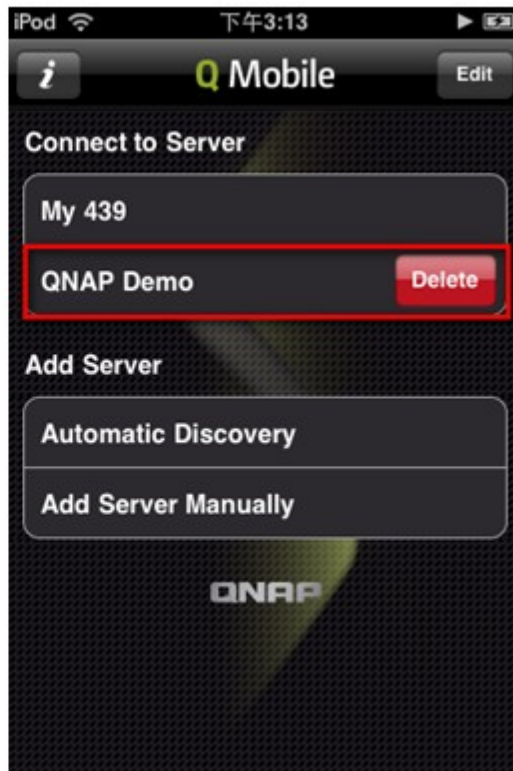 iPod 下午3:13
i Q Mobile Edit
Connect to Server
My 439
QNAP Demo Delete
Add Server
Automatic Discovery
Add Server Manually
QNAP